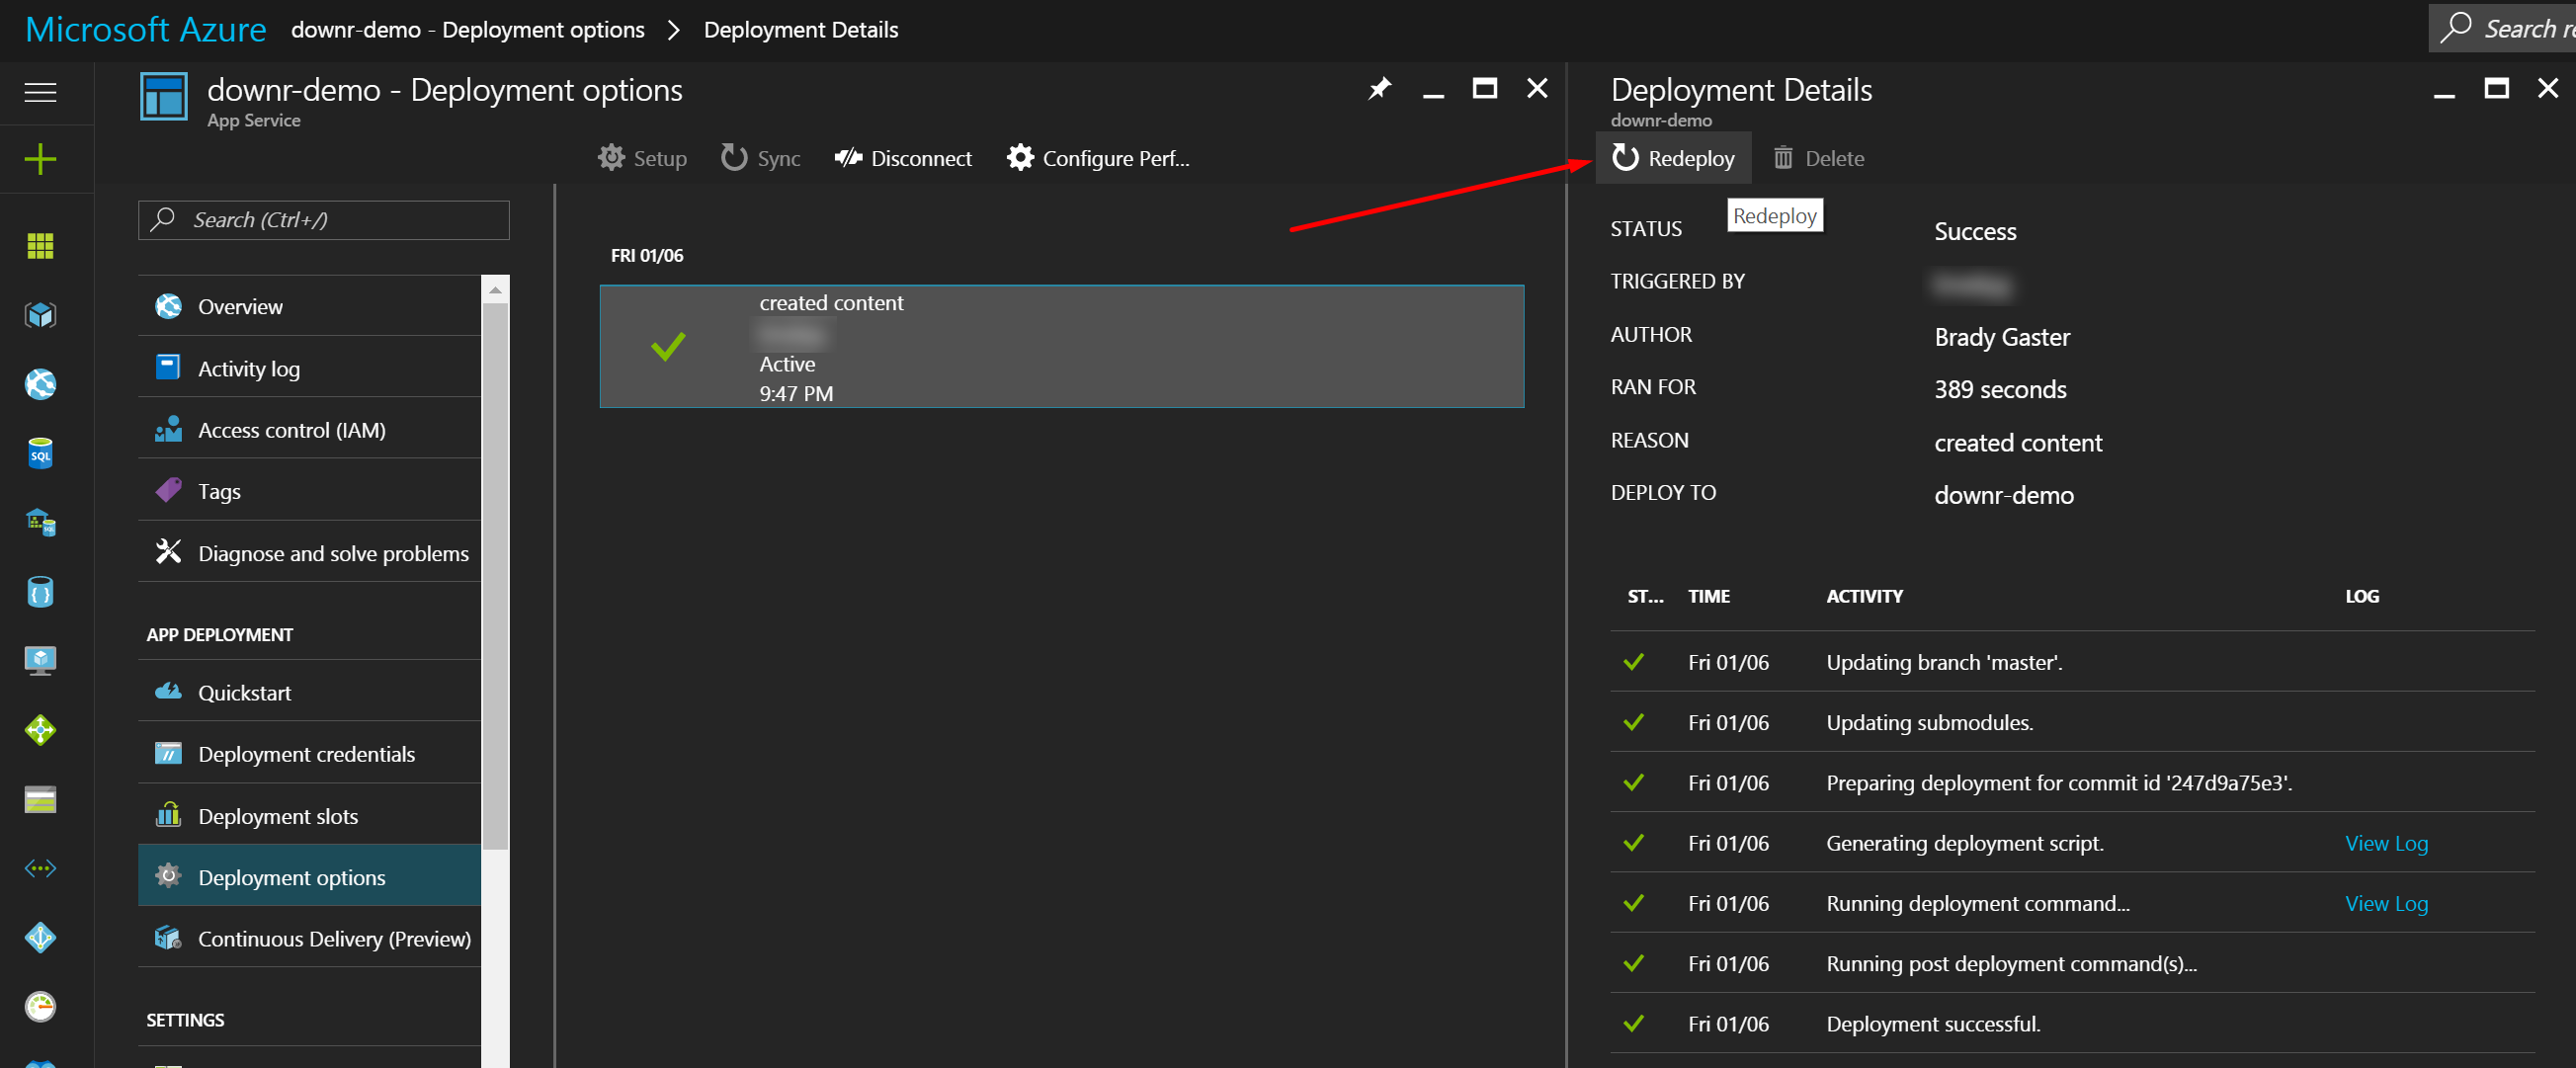 Microsoft Azure downr-demo - Deployment options > Deployment Details
Search re
downr-demo - Deployment options
App Service
Setup Sync Disconnect Configure Perf...
Search (Ctrl+/)
Overview
Activity log
Access control (IAM)
Tags
Diagnose and solve problems
APP DEPLOYMENT
Quickstart
Deployment credentials
Deployment slots
Deployment options
Continuous Delivery (Preview)
SETTINGS
SQL
SQL
FRI 01/06
created content
Active
9:47 PM
Deployment Details
downr-demo
Redeploy Delete
Redeploy
STATUS Success
TRIGGERED BY
AUTHOR Brady Gaster
RAN FOR 389 seconds
REASON created content
DEPLOY TO downr-demo
ST... TIME ACTIVITY LOG
Fri 01/06 Updating branch 'master'.
Fri 01/06 Updating submodules.
Fri 01/06 Preparing deployment for commit id '247d9a75e3'.
Fri 01/06 Generating deployment script. View Log
Fri 01/06 Running deployment command... View Log
Fri 01/06 Running post deployment command(s)...
Fri 01/06 Deployment successful.